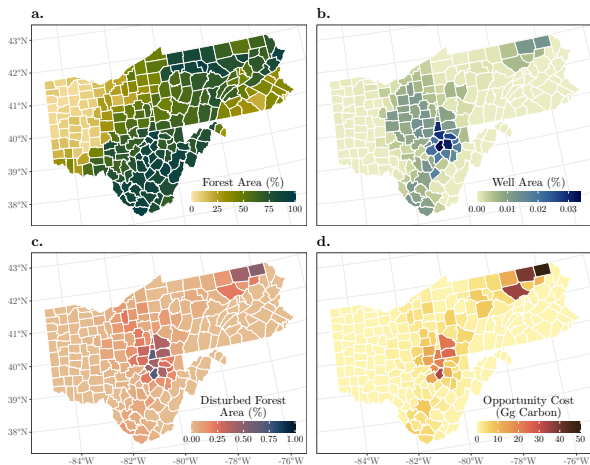 a.
b.
43°N
42°N
41°N
40°N
39°N
38°N
Forest Area (%)
0 25 50 75 100
Well Area (%)
0.00 0.01 0.02 0.03
c.
d.
43°N
42°N
41°N
40°N
39°N
38°N
Disturbed Forest
Area (%)
0.00 0.25 0.50 0.75 1.00
Opportunity Cost
(Gg Carbon)
0 10 20 30 40 50
-84°W -82°W -80°W -78°W -76°W
-84°W -82°W -80°W -78°W -76°W